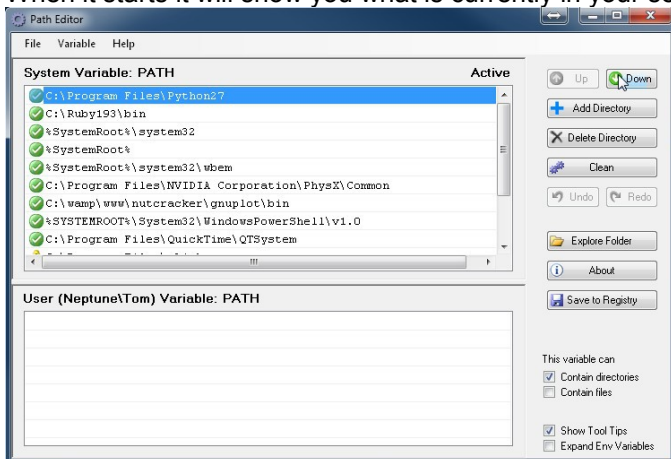 Path Editor
File Variable Help
System Variable: PATH Active
C:\Program Files\Python27
C:\Ruby193\bin
%SystemRoot%\system32
%SystemRoot%
%SystemRoot%\system32\wbem
C:\Program Files\NVIDIA Corporation\PhysX\Common
C:\wamp\www\nutcracker\gnuplot\bin
%SYSTEMROOT%\System32\WindowsPowerShell\v1.0
C:\Program Files\QuickTime\QTSystem
User (Neptune\Tom) Variable: PATH
Up Down
Add Directory
Delete Directory
Clean
Undo Redo
Explore Folder
About
Save to Registry
This variable can
Contain directories
Contain files
Show Tool Tips
Expand Env Variables